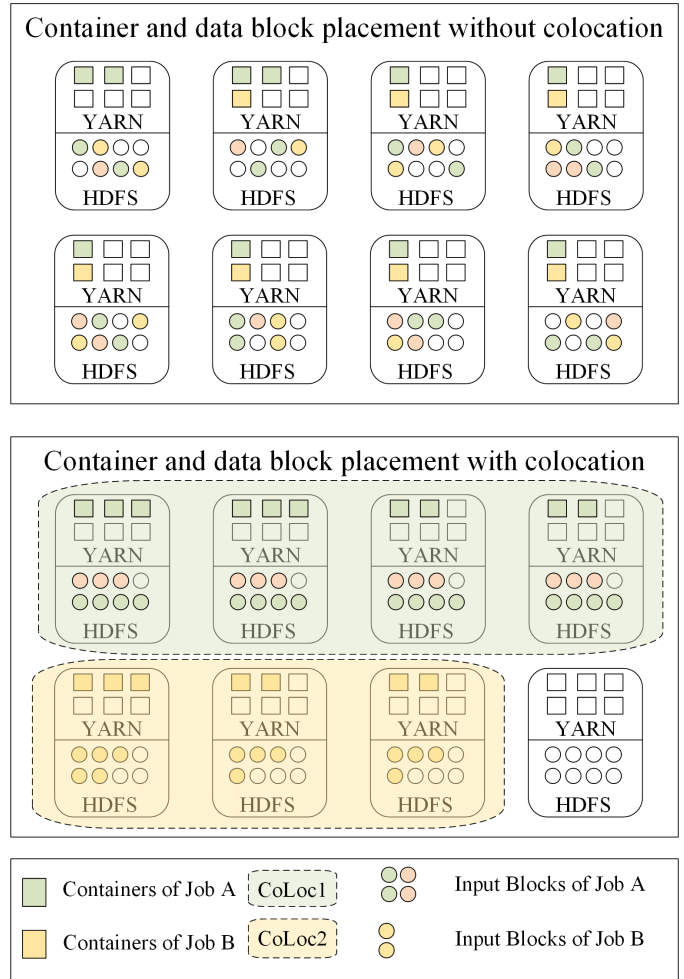 Container and data block placement without colocation
YARN YARN YARN YARN
HDFS HDFS HDFS HDFS
YARN YARN YARN YARN
HDFS HDFS HDFS HDFS
Container and data block placement with colocation
YARN YARN YARN YARN
HDFS HDFS HDFS HDFS
YARN YARN YARN YARN
HDFS HDFS HDFS HDFS
Containers of Job A CoLoc1 Input Blocks of Job A
Containers of Job B CoLoc2 Input Blocks of Job B